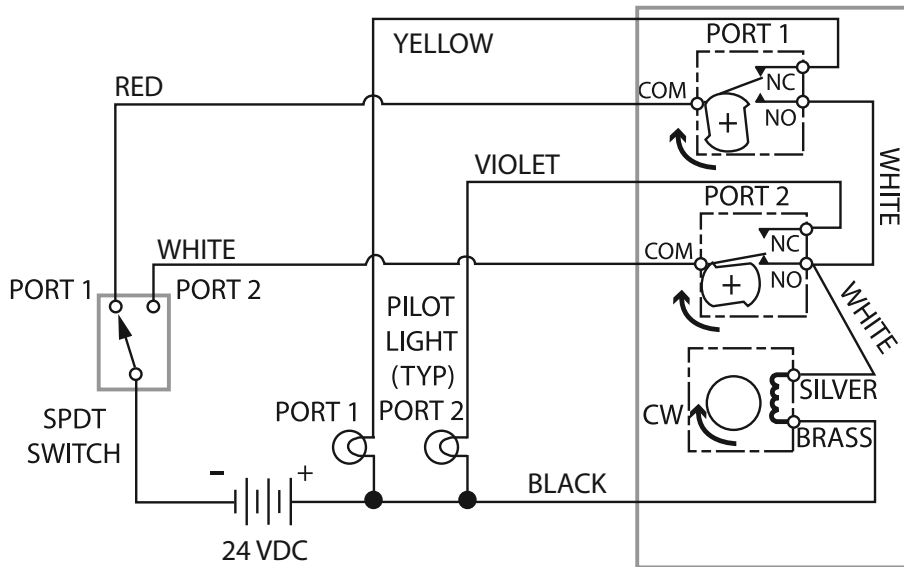 YELLOW
PORT 1
RED
COM
NC
NO
VIOLET
WHITE
PORT 2
WHITE
COM
NC
NO
PORT 1
PORT 2
PILOT
LIGHT
(TYP)
WHITE
PORT 1
PORT 2
CW
SILVER
BRASS
SPDT
SWITCH
-
+
BLACK
24 VDC